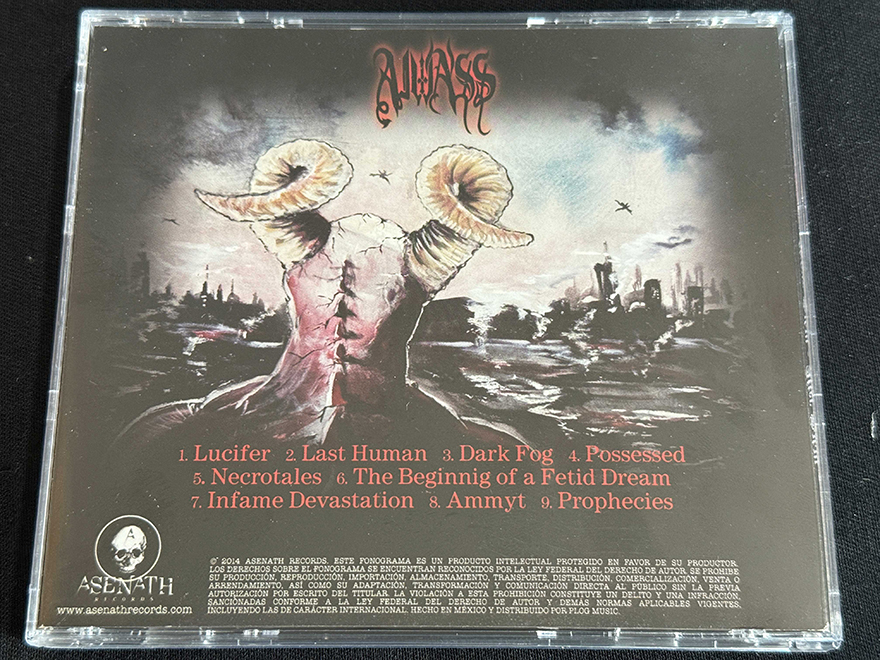 1. Lucifer 2. Last Human 3. Dark Fog 4. Possessed
5. Necrotales 6. The Beginnig of a Fetid Dream
7. Infame Devastation 8. Ammyt 9. Prophecies
A
ASENATH
RECORDS
www.asenathrecords.com
© 2014 ASENATH RECORDS. ESTE FONOGRAMA ES UN PRODUCTO INTELECTUAL PROTEGIDO EN FAVOR DE SU PRODUCTOR.
LOS DERECHOS SOBRE EL FONOGRAMA SE ENCUENTRAN RECONOCIDOS POR LA LEY FEDERAL DEL DERECHO DE AUTOR. SE PROHIBE
SU PRODUCCIÓN, REPRODUCCIÓN, IMPORTACIÓN, ALMACENAMIENTO, TRANSPORTE, DISTRIBUCIÓN, COMERCIALIZACIÓN, VENTA O
ARRENDAMIENTO, ASÍ COMO SU ADAPTACIÓN, TRANSFORMACIÓN Y COMUNICACIÓN DIRECTA AL PÚBLICO SIN LA PREVIA
AUTORIZACIÓN POR ESCRITO DEL TITULAR. LA VIOLACIÓN A ESTA PROHIBICIÓN CONSTITUYE UN DELITO Y UNA INFRACCIÓN,
SANCIONADAS CONFORME A LA LEY FEDERAL DEL DERECHO DE AUTOR Y DEMÁS NORMAS APLICABLES VIGENTES,
INCLUYENDO LAS DE CARÁCTER INTERNACIONAL. HECHO EN MÉXICO Y DISTRIBUIDO POR PLOG MUSIC.